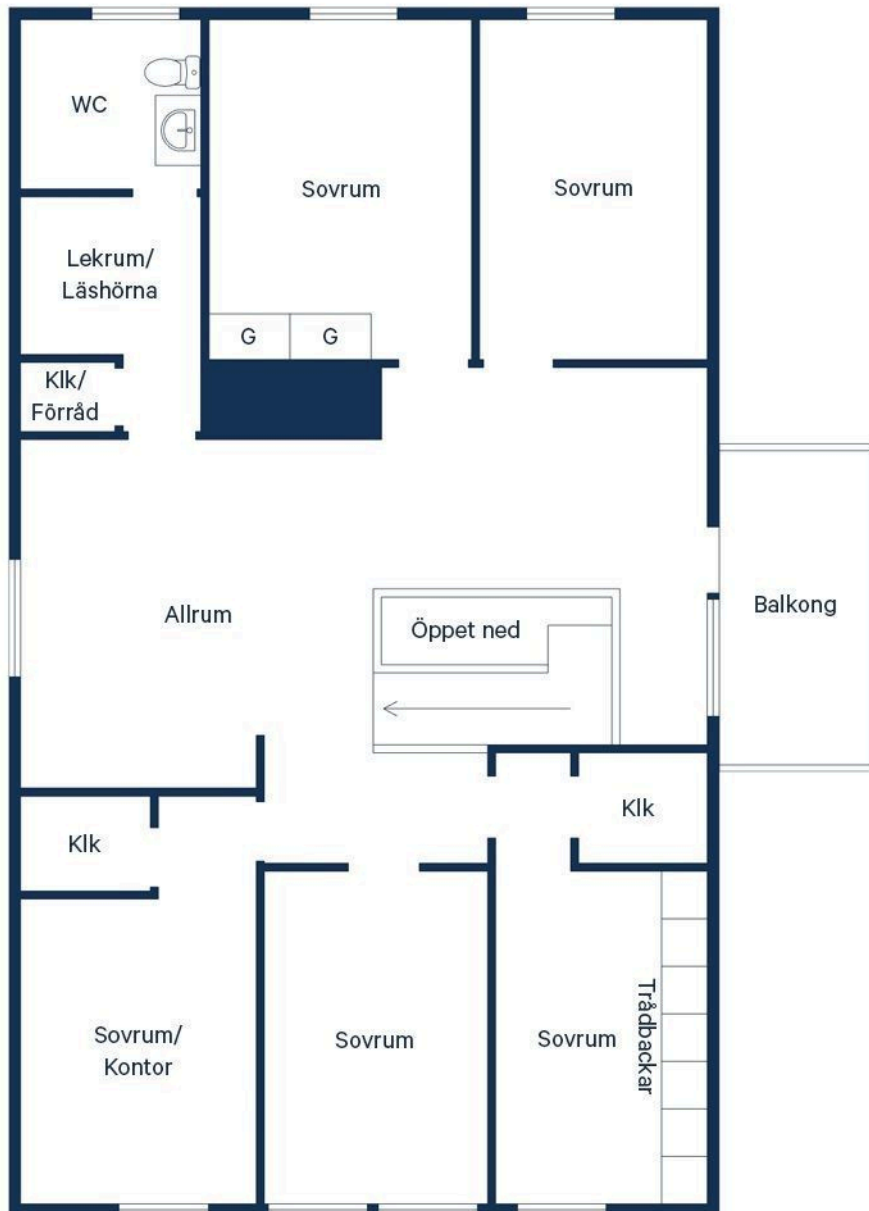 WC
Sovrum
Sovrum
Lekrum/
Läshörna
G
G
Klk/
Förråd
Allrum
Öppet ned
Balkong
Klk
Klk
Sovrum/
Kontor
Sovrum
Sovrum
Trådbackar